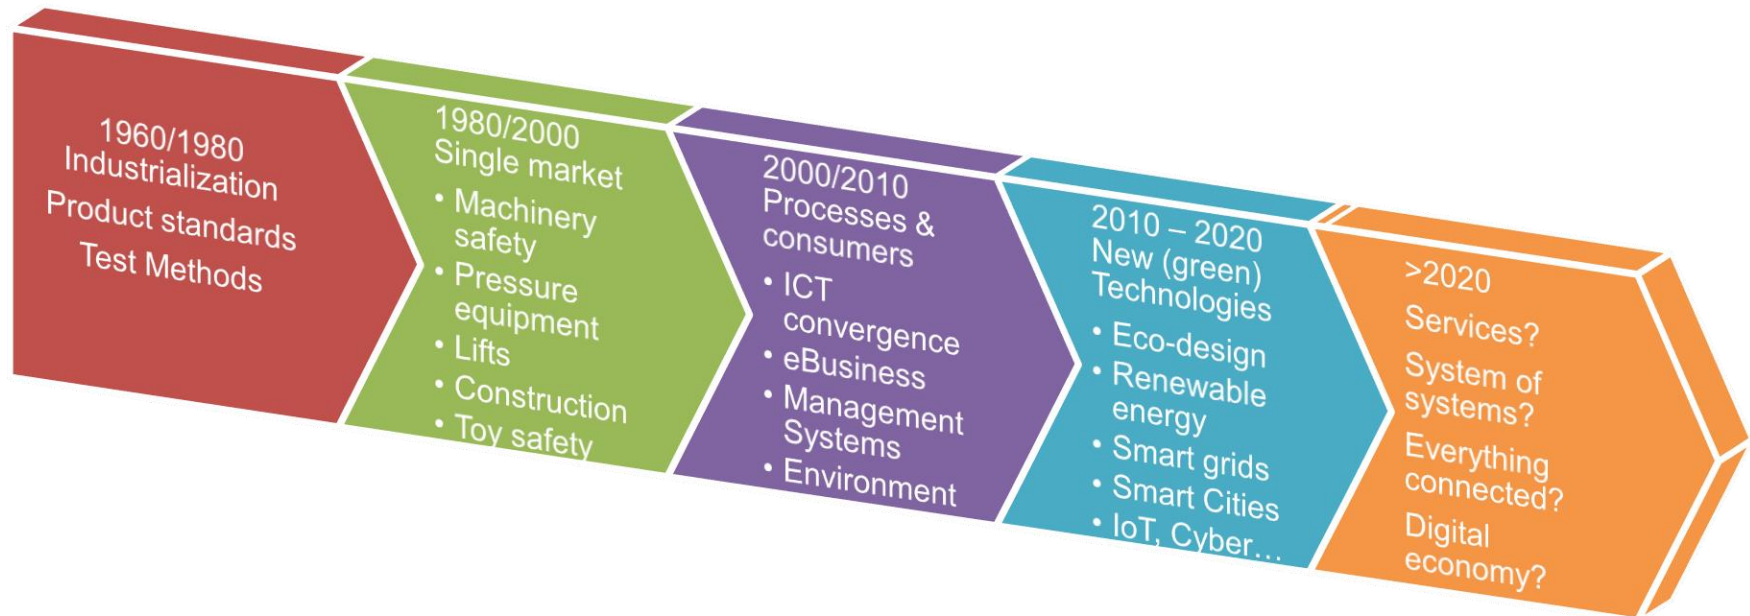 1960/1980
Industrialization
Product standards
Test Methods
1980/2000
Single market
• Machinery
safety
• Pressure
equipment
• Lifts
• Construction
• Toy safety
2000/2010
Processes &
consumers
• ICT
convergence
• eBusiness
• Management
Systems
• Environment
2010 – 2020
New (green)
Technologies
• Eco-design
• Renewable
energy
• Smart grids
• Smart Cities
• IoT, Cyber…
>2020
Services?
System of
systems?
Everything
connected?
Digital
economy?